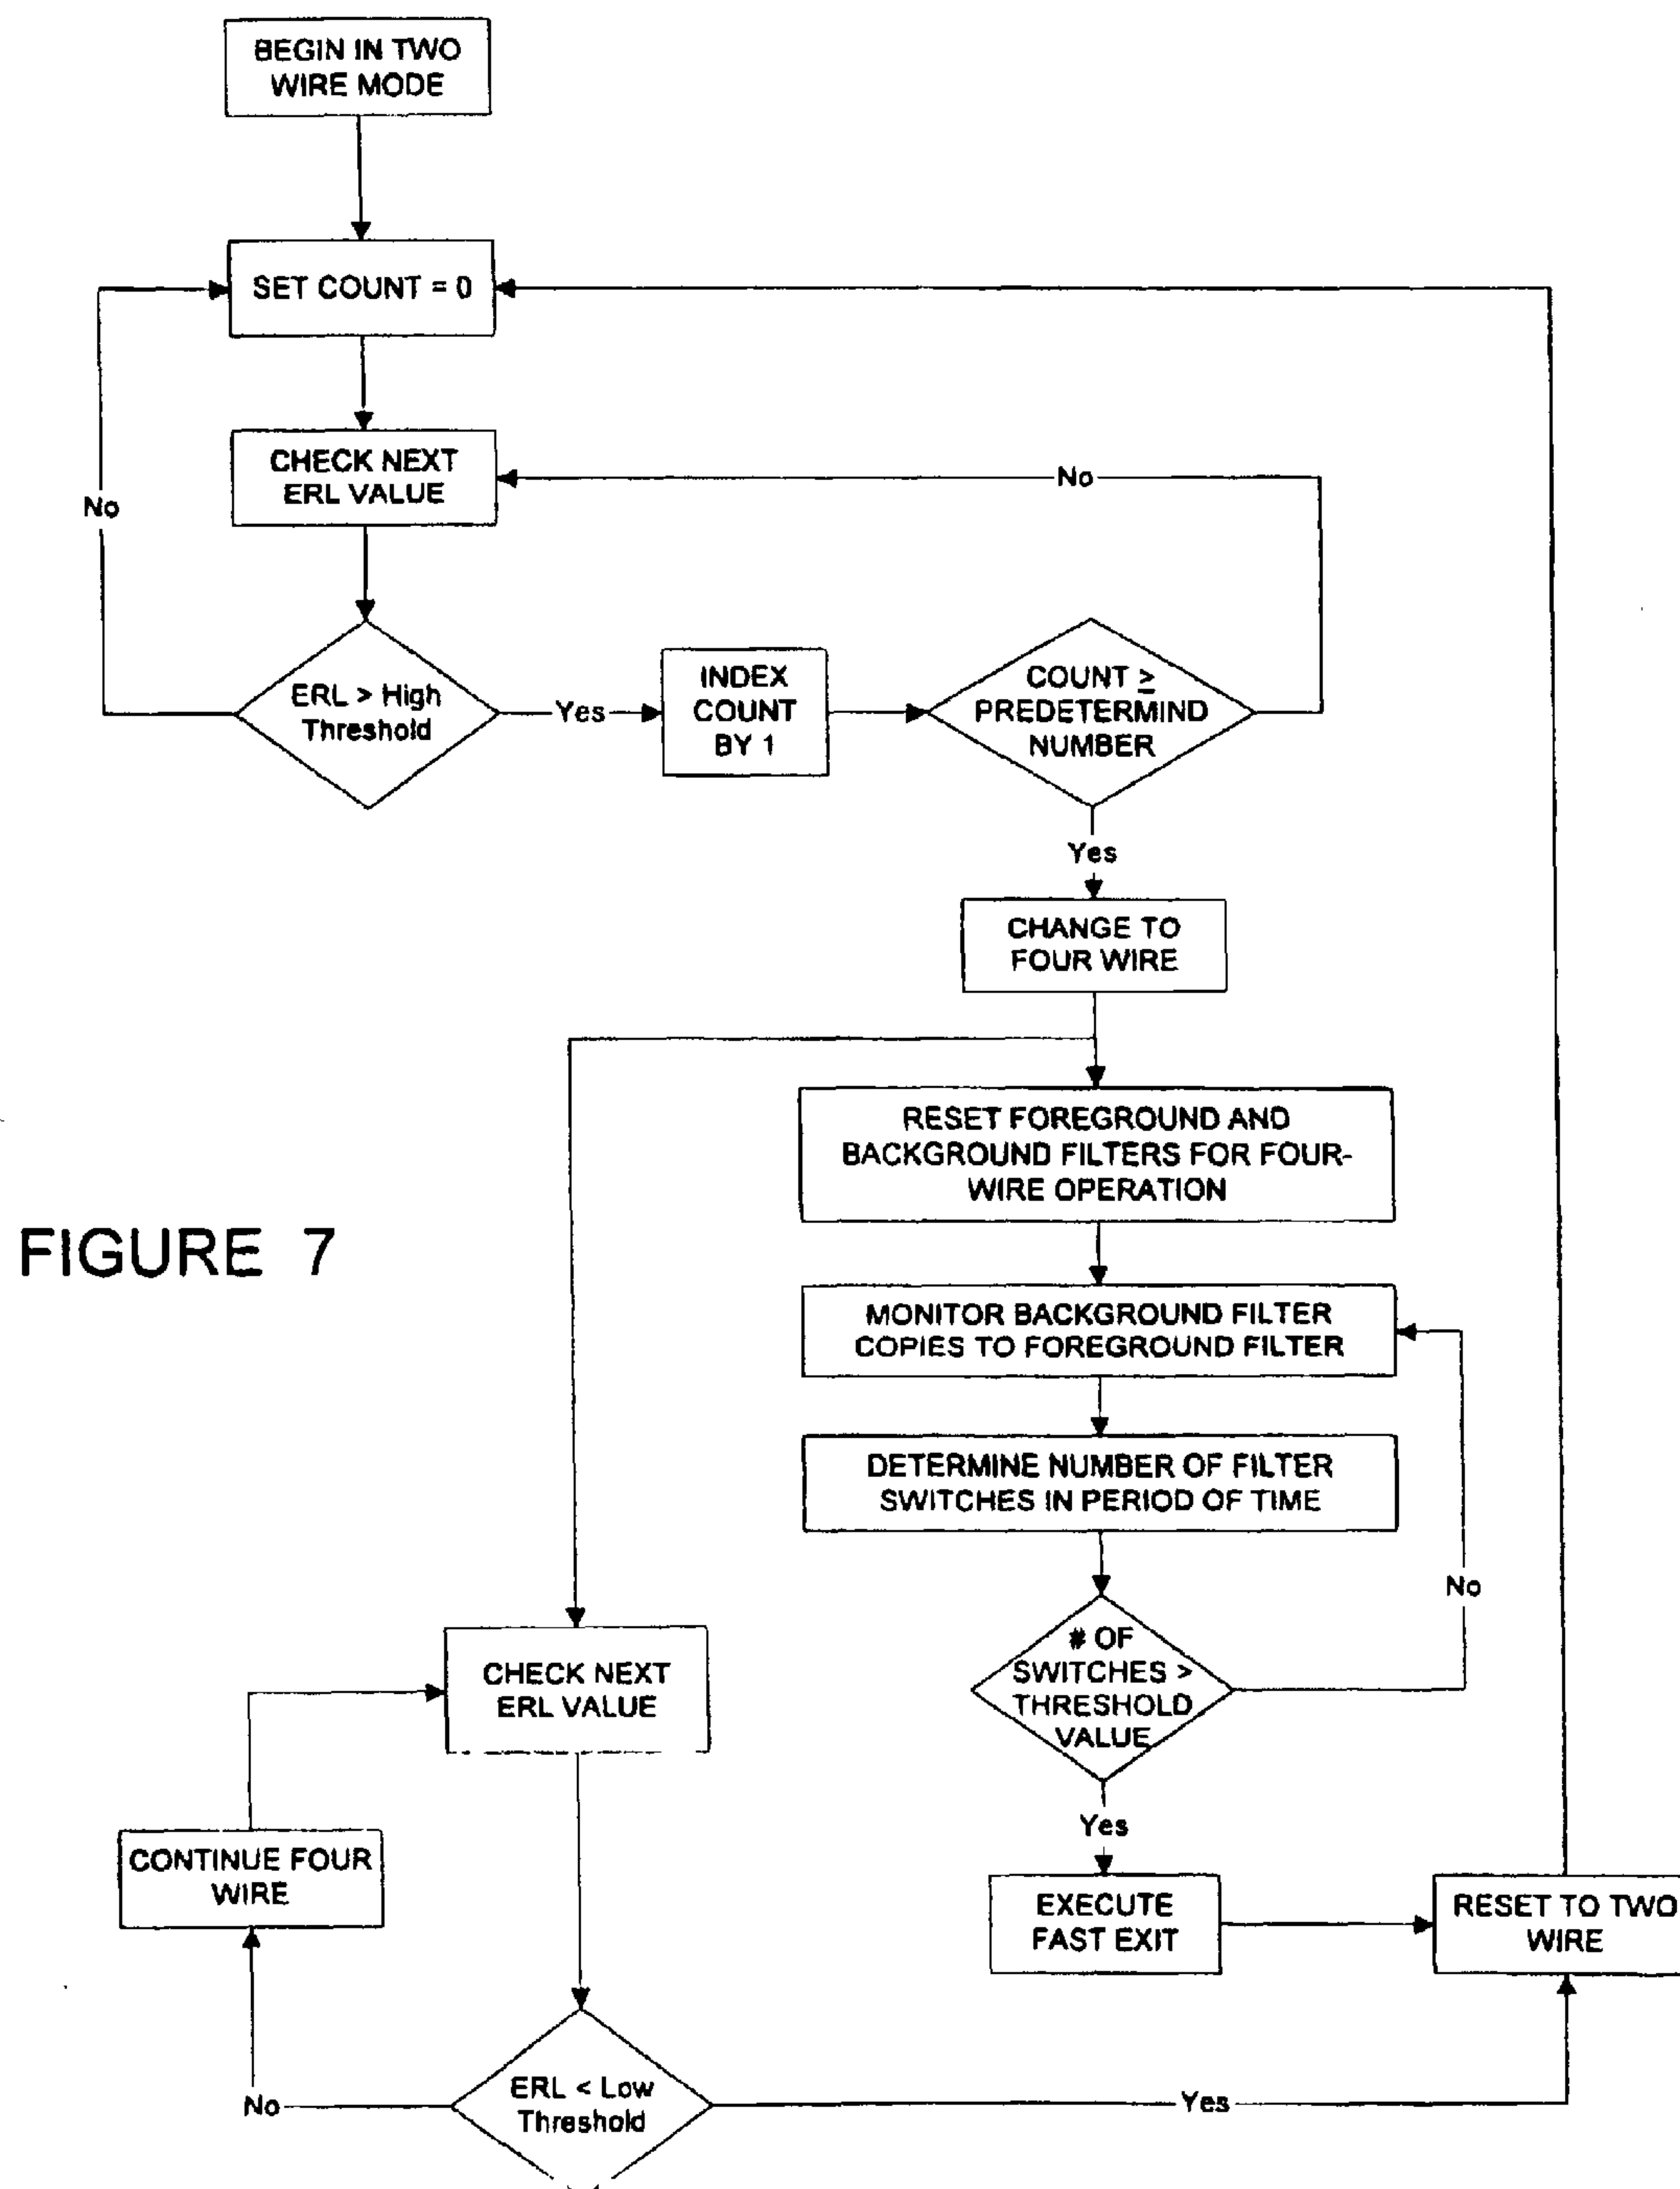 BEGIN IN TWO
WIRE MODE
SET COUNT = 0
CHECK NEXT
ERL VALUE
No
No
ERL > High
Threshold
Yes
INDEX
COUNT
BY 1
COUNT ≥
PREDETERMIND
NUMBER
Yes
CHANGE TO
FOUR WIRE
RESET FOREGROUND AND
BACKGROUND FILTERS FOR FOUR-
WIRE OPERATION
FIGURE 7
MONITOR BACKGROUND FILTER
COPIES TO FOREGROUND FILTER
DETERMINE NUMBER OF FILTER
SWITCHES IN PERIOD OF TIME
No
# OF
SWITCHES >
THRESHOLD
VALUE
CHECK NEXT
ERL VALUE
Yes
CONTINUE FOUR
WIRE
EXECUTE
FAST EXIT
RESET TO TWO
WIRE
ERL < Low
Threshold
No
Yes